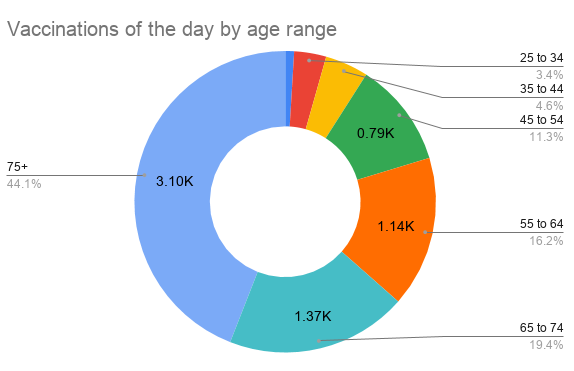 Vaccinations of the day by age range
25 to 34
3.4%
35 to 44
4.6%
45 to 54
11.3%
0.79K
75+
44.1%
3.10K
1.14K
55 to 64
16.2%
1.37K
65 to 74
19.4%